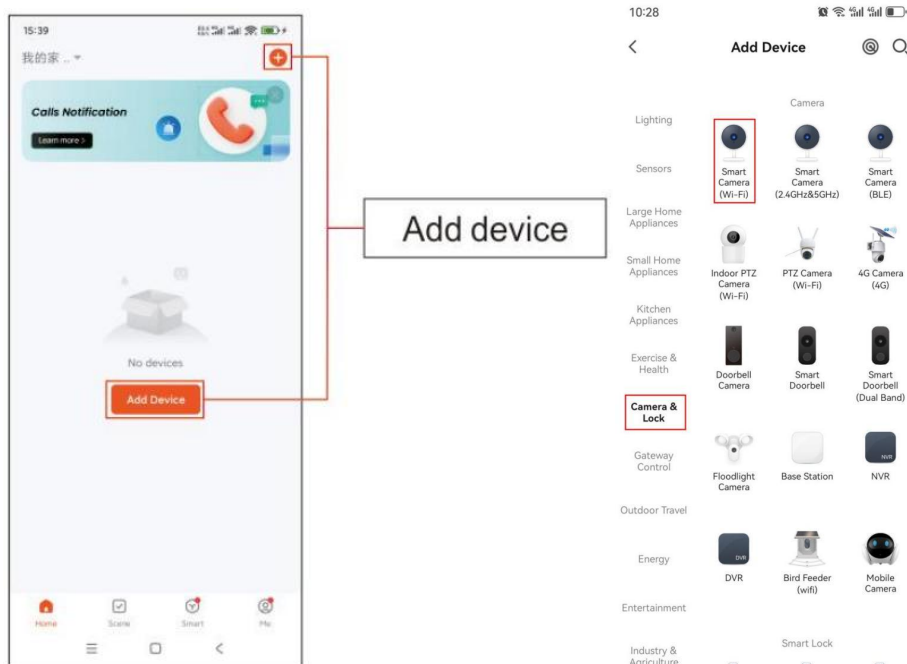 15:39
我的家 .. ▾
Calls Notification
Learn more >
No devices
Add Device
Home
Scene
Smart
Me
Add device
10:28
Add Device
Lighting
Sensors
Large Home
Appliances
Small Home
Appliances
Kitchen
Appliances
Exercise &
Health
Camera &
Lock
Gateway
Control
Outdoor Travel
Energy
Entertainment
Industry &
Agriculture
Camera
Smart
Camera
(Wi-Fi)
Smart
Camera
(2.4GHz&5GHz)
Smart
Camera
(BLE)
Indoor PTZ
Camera
(Wi-Fi)
PTZ Camera
(Wi-Fi)
4G Camera
(4G)
Doorbell
Camera
Smart
Doorbell
Smart
Doorbell
(Dual Band)
Floodlight
Camera
Base Station
NVR
NVR
DVR
DVR
Bird Feeder
(wifi)
Mobile
Camera
Smart Lock